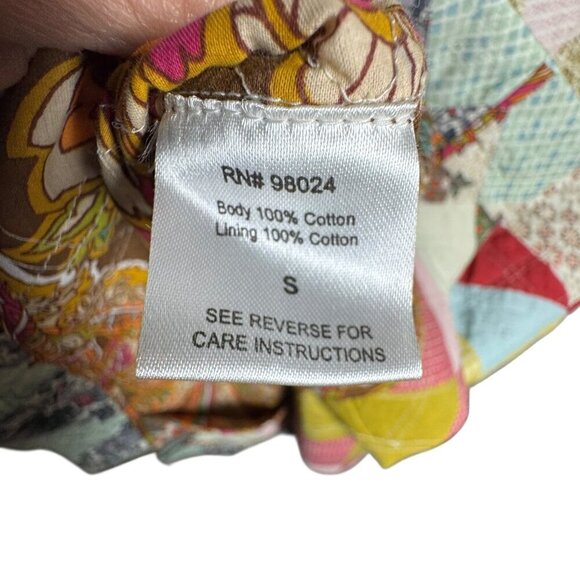 RN# 98024
Body 100% Cotton
Lining 100% Cotton
S
SEE REVERSE FOR
CARE INSTRUCTIONS